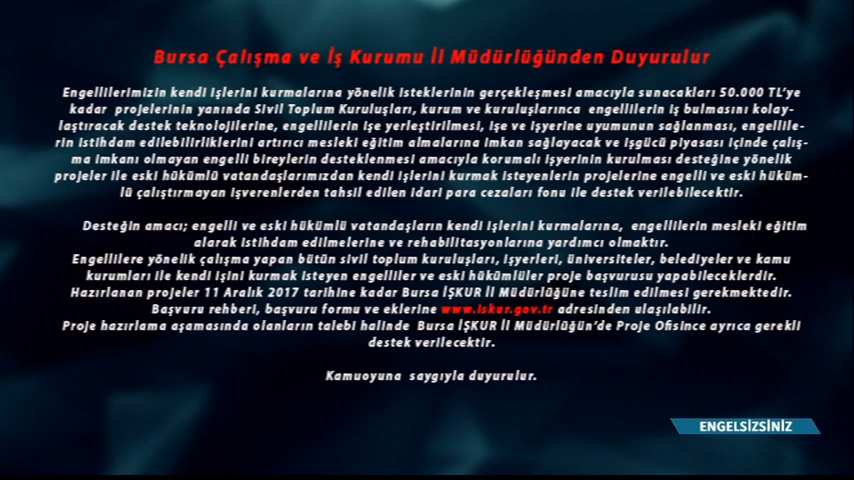 Bursa Çalışma ve İş Kurumu İl Müdürlüğünden Duyurulur
Engellilerimizin kendi işlerini kurmalarına yönelik isteklerinin gerçekleşmesi amacıyla sunacakları 50.000 TL’ye
kadar projelerinin yanında Sivil Toplum Kuruluşları, kurum ve kuruluşlarınca engellilerin iş bulmasını kolay-
laştıracak destek teknolojilerine, engellilerin işe yerleştirilmesi, işe ve işyerine uyumunun sağlanması, engellile-
rin istihdam edilebilirliklerini artırıcı mesleki eğitim almalarına imkan sağlayacak ve işgücü piyasası içinde çalış-
ma imkanı olmayan engelli bireylerin desteklenmesi amacıyla korumalı işyerinin kurulması desteğine yönelik
projeler ile eski hükümlü vatandaşlarımızdan kendi işlerini kurmak isteyenlerin projelerine engelli ve eski hüküm-
lü çalıştırmayan işverenlerden tahsil edilen idari para cezaları fonu ile destek verilebilecektir.
Desteğin amacı; engelli ve eski hükümlü vatandaşların kendi işlerini kurmalarına, engellilerin mesleki eğitim
alarak istihdam edilmelerine ve rehabilitasyonlarına yardımcı olmaktır.
Engellilere yönelik çalışma yapan bütün sivil toplum kuruluşları, işyerleri, üniversiteler, belediyeler ve kamu
kurumları ile kendi işini kurmak isteyen engelliler ve eski hükümlüler proje başvurusu yapabileceklerdir.
Hazırlanan projeler 11 Aralık 2017 tarihine kadar Bursa İŞKUR İl Müdürlüğüne teslim edilmesi gerekmektedir.
Başvuru rehberi, başvuru formu ve eklerine www.iskur.gov.tr adresinden ulaşılabilir.
Proje hazırlama aşamasında olanların talebi halinde Bursa İŞKUR İl Müdürlüğün’de Proje Ofisince ayrıca gerekli
destek verilecektir.
Kamuoyuna saygıyla duyurulur.
ENGELSİZSİNİZ